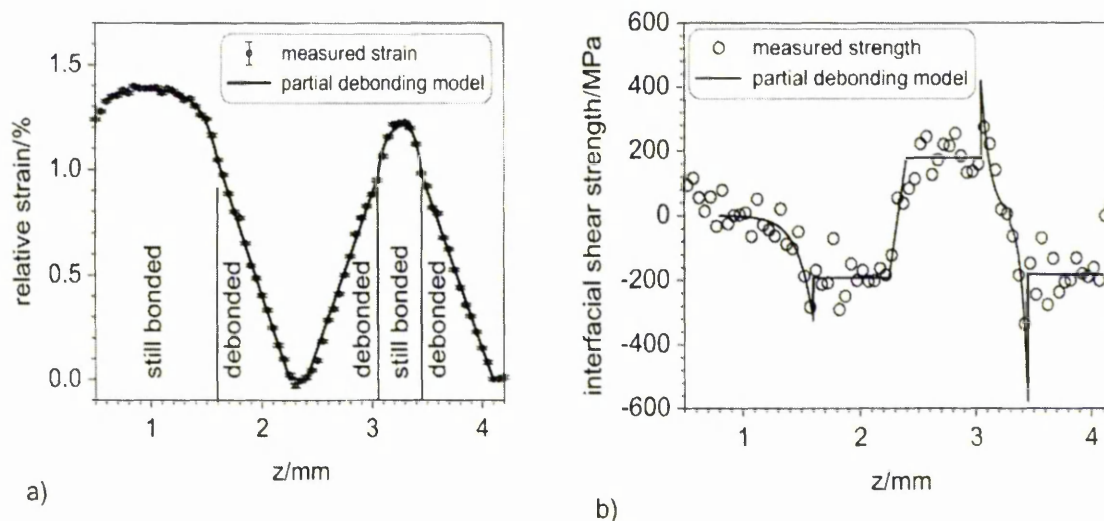 measured strain
partial debonding model
1.5
1.0
0.5
0.0
relative strain/%
still bonded
debonded
debonded
still bonded
debonded
1
2
3
4
z/mm
a)
measured strength
partial debonding model
600
400
200
0
-200
-400
-600
interfacial shear strength/MPa
1
2
3
4
z/mm
b)